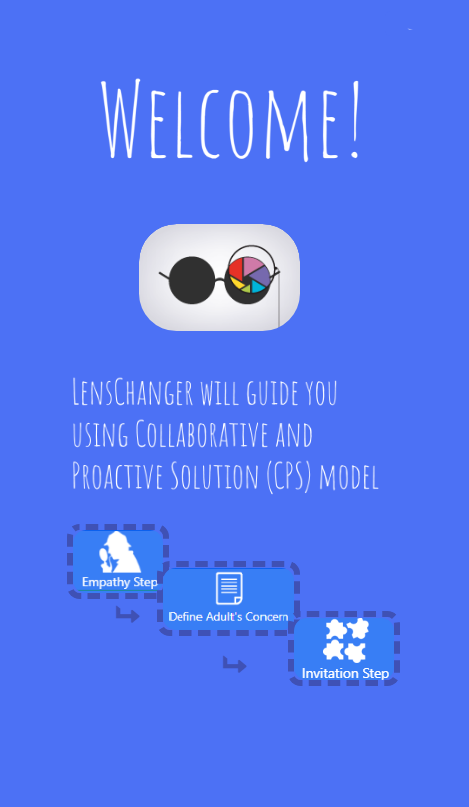 Welcome!
LensChanger will guide you
using Collaborative and
Proactive Solution (CPS) model
Empathy Step
Define Adult's Concern
Invitation Step